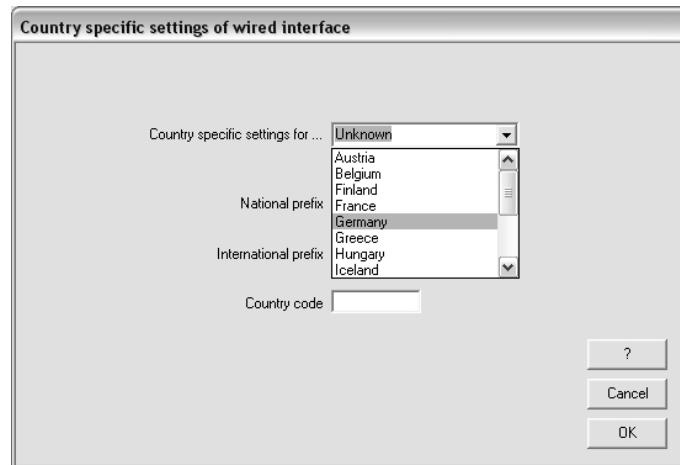 Country specific settings of wired interface
Country specific settings for ... Unknown
Austria
Belgium
Finland
National prefix France
Germany
Greece
International prefix Hungary
Iceland
Country code
?
Cancel
OK